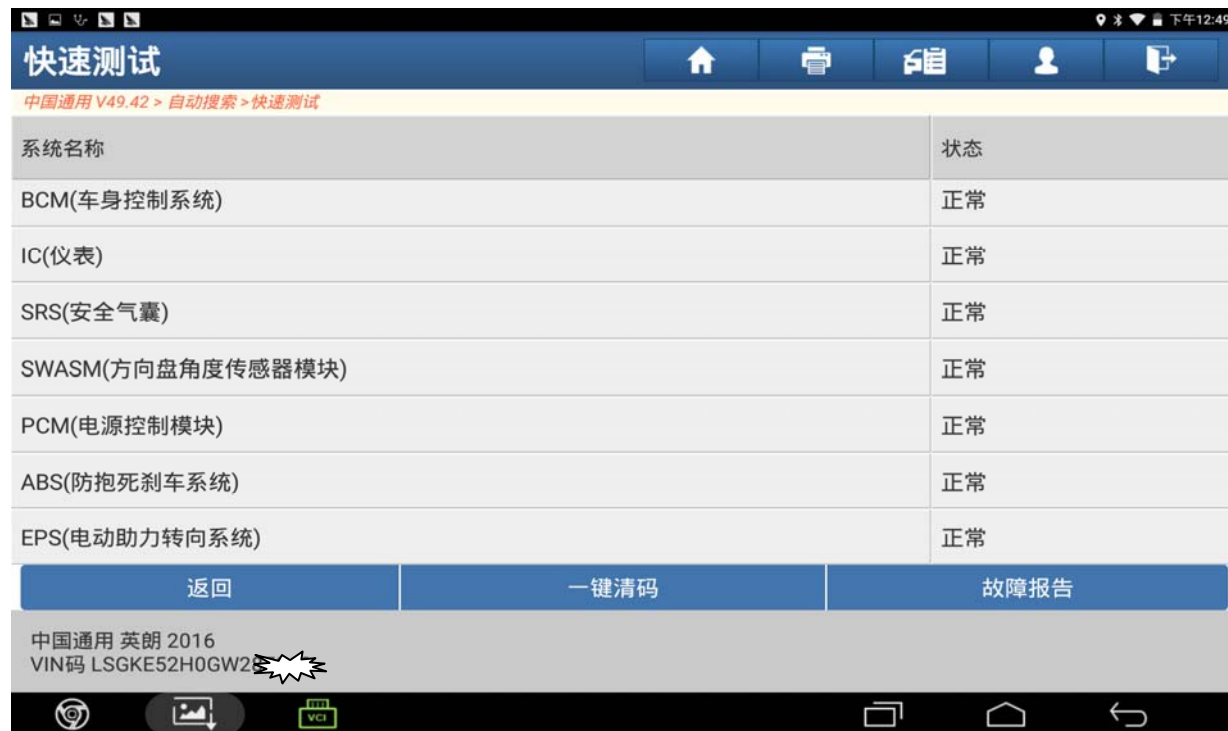 下午12:49
快速测试
中国通用 V49.42 > 自动搜索 >快速测试
系统名称 状态
BCM(车身控制系统) 正常
IC(仪表) 正常
SRS(安全气囊) 正常
SWASM(方向盘角度传感器模块) 正常
PCM(电源控制模块) 正常
ABS(防抱死刹车系统) 正常
EPS(电动助力转向系统) 正常
返回 一键清码 故障报告
中国通用 英朗 2016
VIN码 LSGKE52H0GW28
VCI